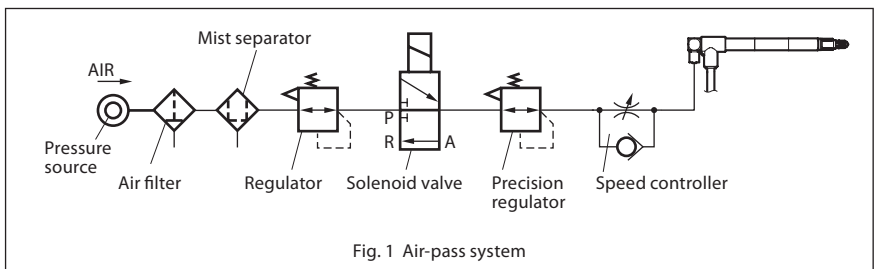 Mist separator
AIR
P
R
A
Pressure
source
Air filter
Regulator
Solenoid valve
Precision
regulator
Speed controller
Fig. 1 Air-pass system